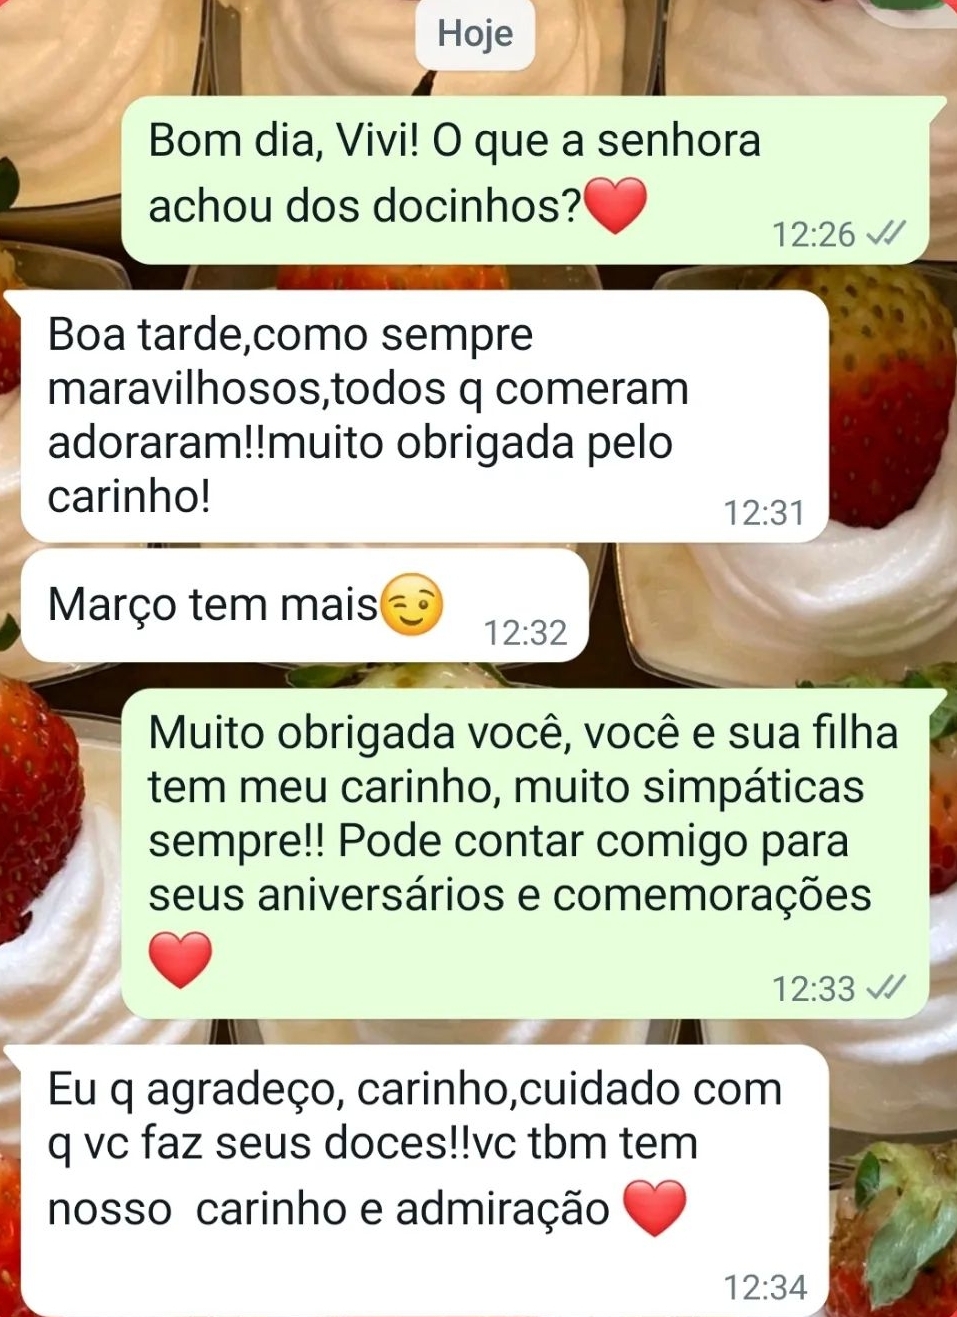 Hoje
Bom dia, Vivi! O que a senhora
achou dos docinhos?❤️
12:26
Boa tarde,como sempre
maravilhosos,todos q comeram
adoraram!!muito obrigada pelo
carinho!
12:31
Março tem mais😉
12:32
Muito obrigada você, você e sua filha
tem meu carinho, muito simpáticas
sempre!! Pode contar comigo para
seus aniversários e comemorações
❤️
12:33
Eu q agradeço, carinho,cuidado com
q vc faz seus doces!!vc tbm tem
nosso  carinho e admiração ❤️
12:34